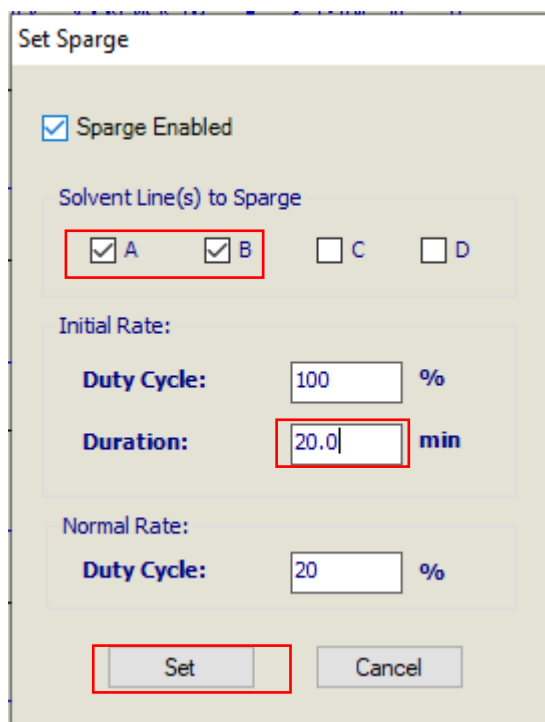 Set Sparge
Sparge Enabled
Solvent Line(s) to Sparge
A B C D
Initial Rate:
Duty Cycle: 100 %
Duration: 20.0 min
Normal Rate:
Duty Cycle: 20 %
Set Cancel